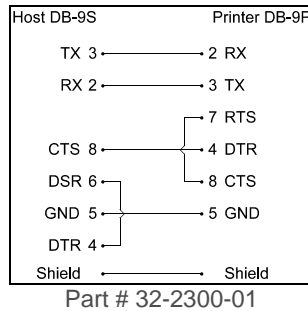 Host DB-9S Printer DB-9P
TX 3 2 RX
RX 2 3 TX
7 RTS
CTS 8 4 DTR
DSR 6 8 CTS
GND 5 5 GND
DTR 4
Shield Shield
Part # 32-2300-01